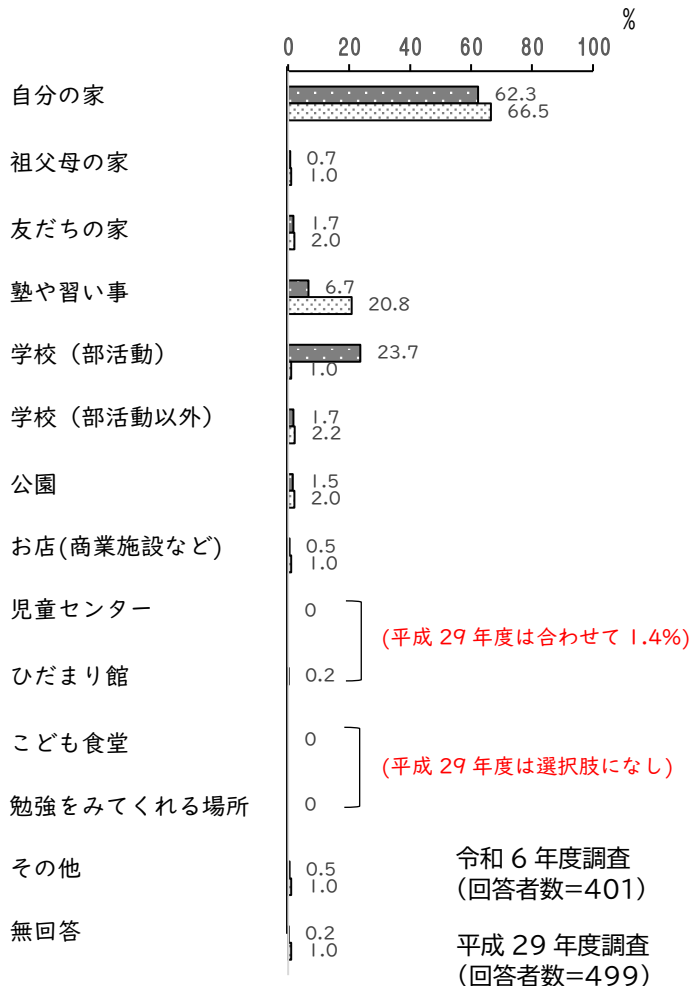 %
0 20 40 60 80 100
自分の家 62.3
66.5
祖父母の家 0.7
1.0
友だちの家 1.7
2.0
塾や習い事 6.7
20.8
学校（部活動） 23.7
1.0
学校（部活動以外） 1.7
2.2
公園 1.5
2.0
お店(商業施設など) 0.5
1.0
児童センター 0
(平成 29 年度は合わせて 1.4%)
ひだまり館 0.2
こども食堂 0
(平成 29 年度は選択肢になし)
勉強をみてくれる場所 0
その他 0.5
1.0
無回答 0.2
1.0
令和 6 年度調査
（回答者数=401）
平成 29 年度調査
（回答者数=499）